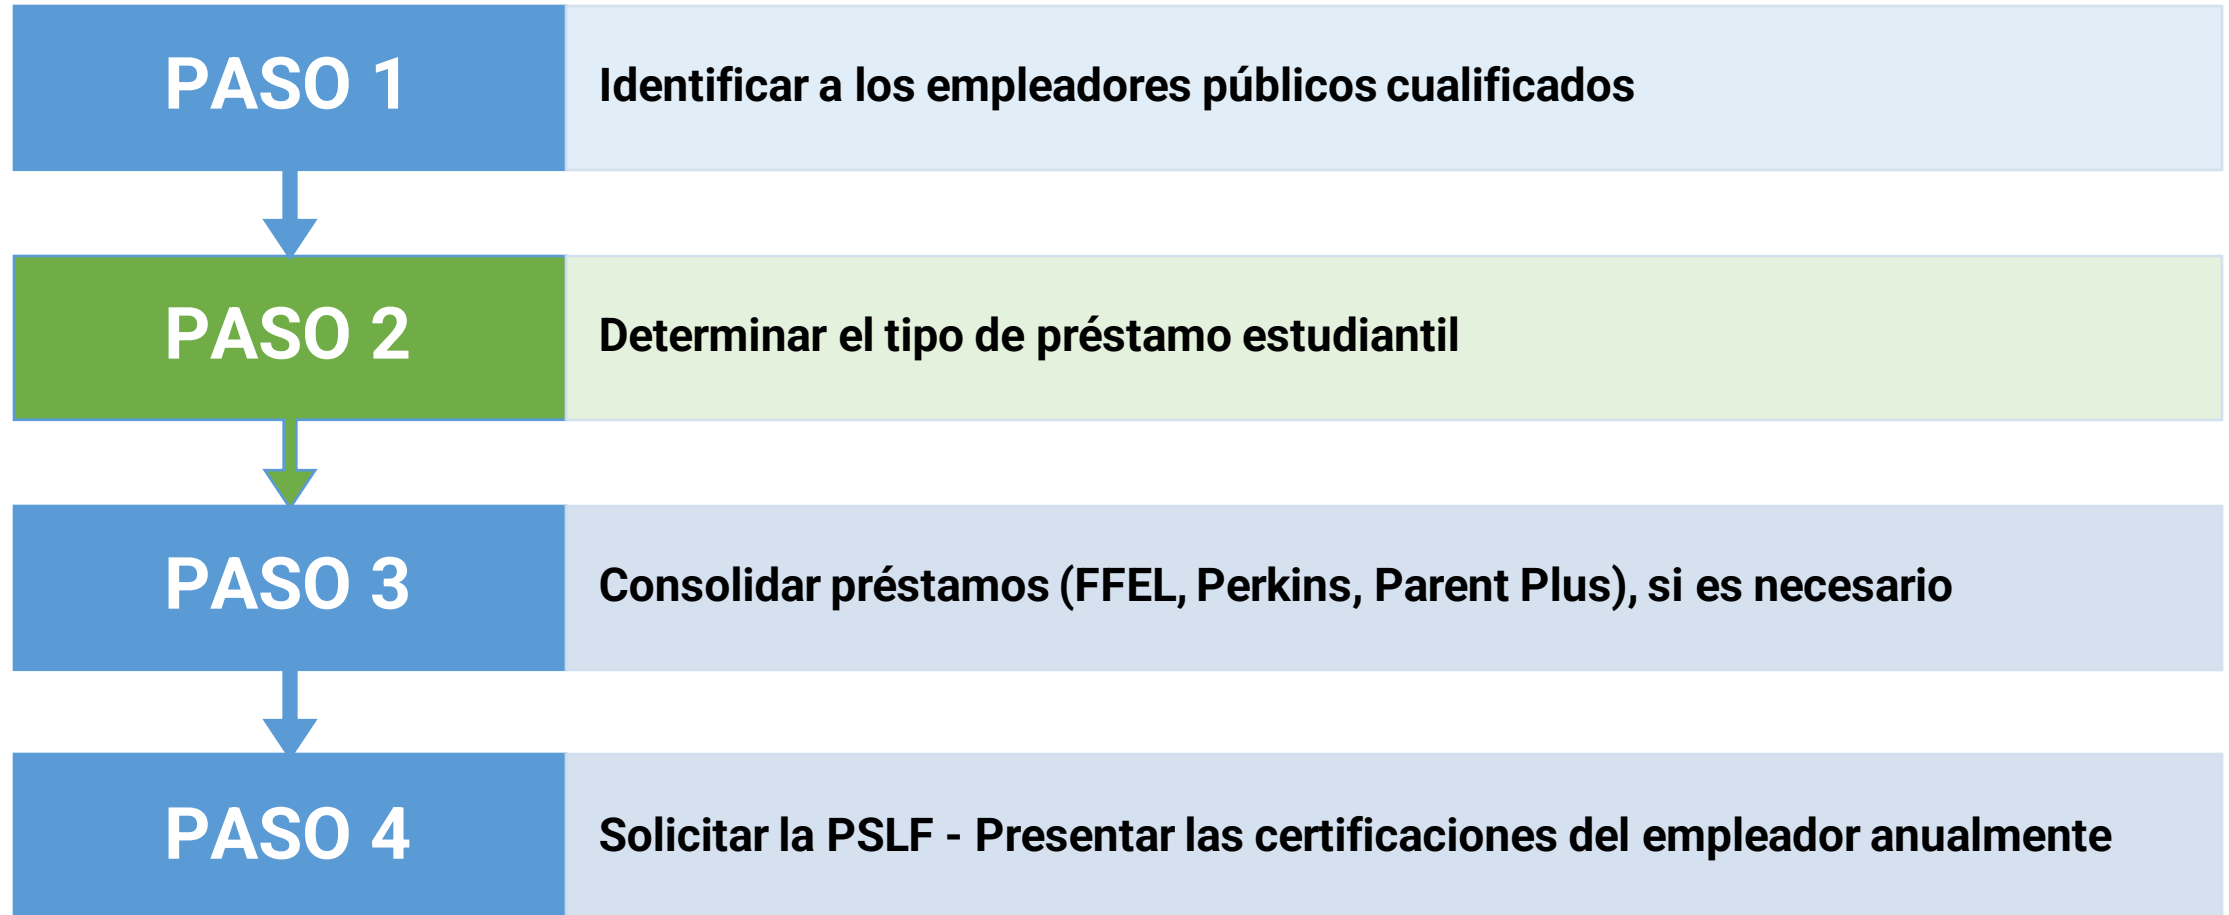 PASO 1
Identificar a los empleadores públicos cualificados
PASO 2
Determinar el tipo de préstamo estudiantil
PASO 3
Consolidar préstamos (FFEL, Perkins, Parent Plus), si es necesario
PASO 4
Solicitar la PSLF - Presentar las certificaciones del empleador anualmente